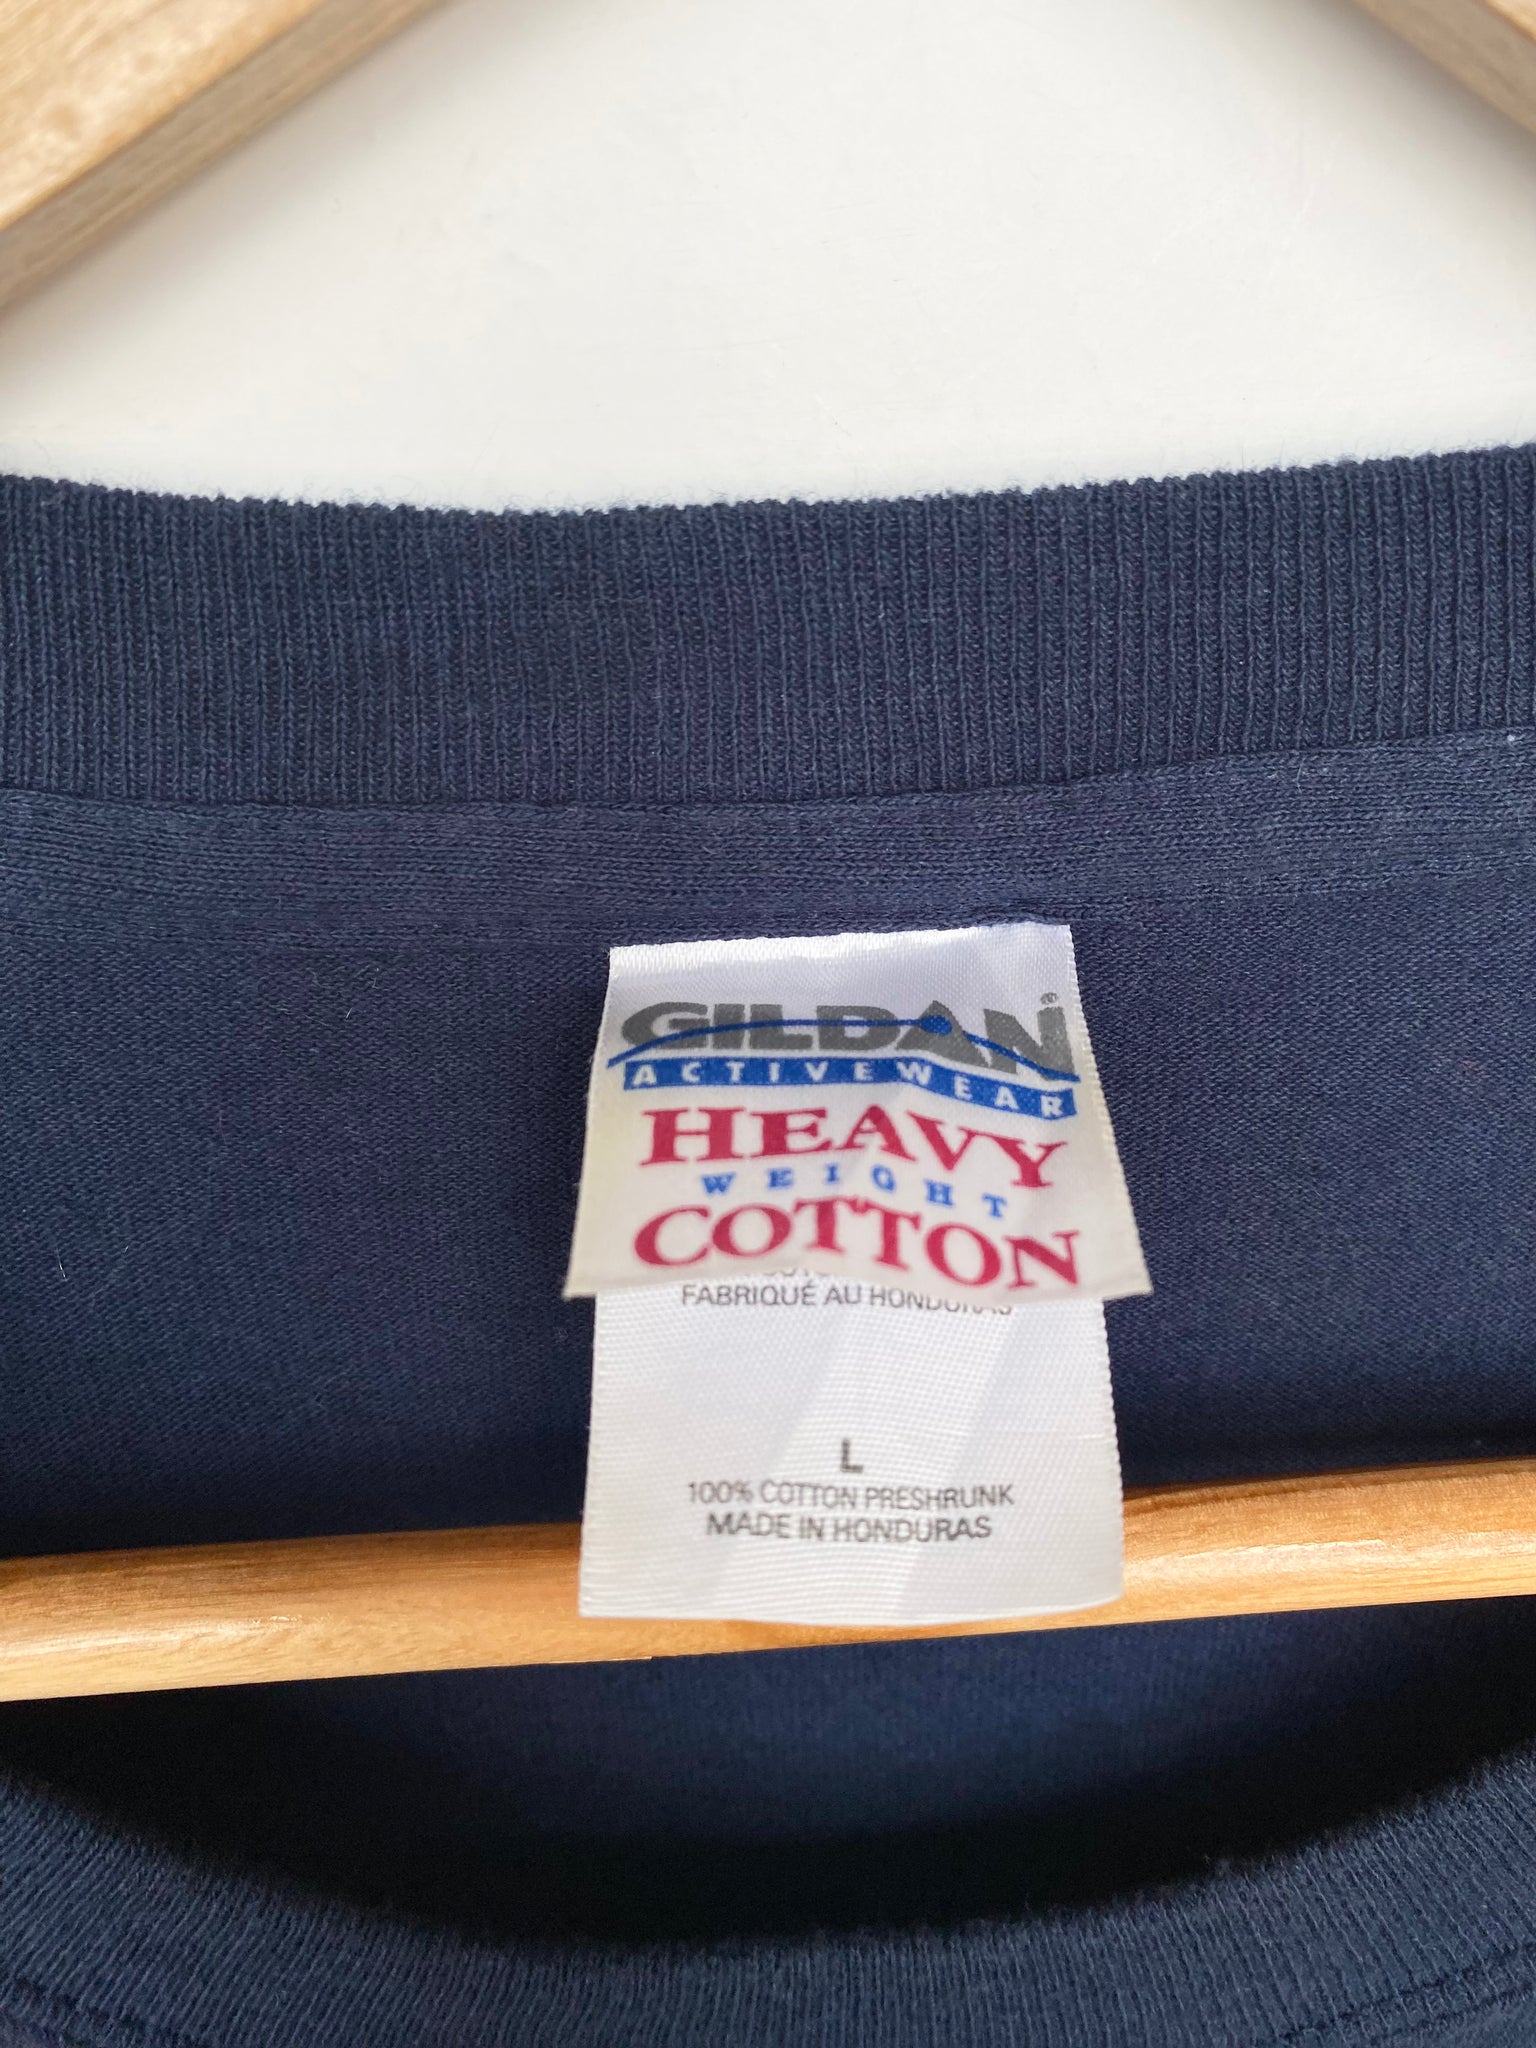 GILDAN®
ACTIVEWEAR
HEAVY
WEIGHT
COTTON
FABRIQUÉ AU HONDURAS
L
100% COTTON PRESHRUNK
MADE IN HONDURAS